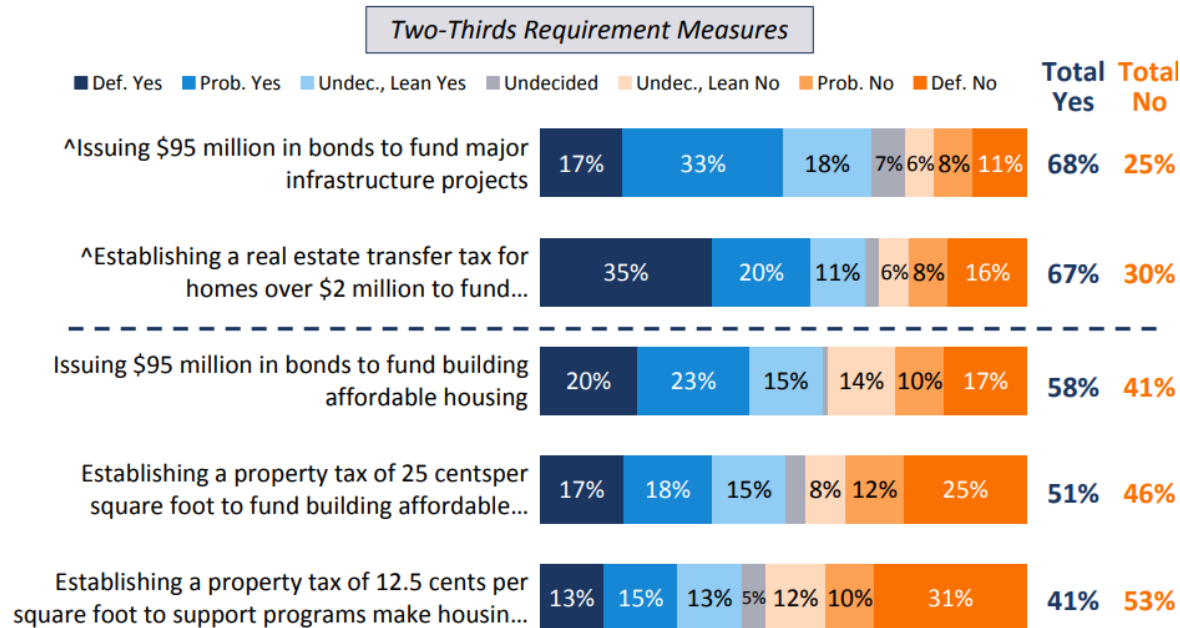 Two-Thirds Requirement Measures
Def. Yes Prob. Yes Undec., Lean Yes Undecided Undec., Lean No Prob. No Def. No
Total Yes
Total No
^Issuing $95 million in bonds to fund major
infrastructure projects
17% 33% 18% 7% 6% 8% 11% 68% 25%
^Establishing a real estate transfer tax for
homes over $2 million to fund...
35% 20% 11% 6% 8% 16% 67% 30%
Issuing $95 million in bonds to fund building
affordable housing
20% 23% 15% 14% 10% 17% 58% 41%
Establishing a property tax of 25 centsper
square foot to fund building affordable...
17% 18% 15% 8% 12% 25% 51% 46%
Establishing a property tax of 12.5 cents per
square foot to support programs make housin...
13% 15% 13% 5% 12% 10% 31% 41% 53%